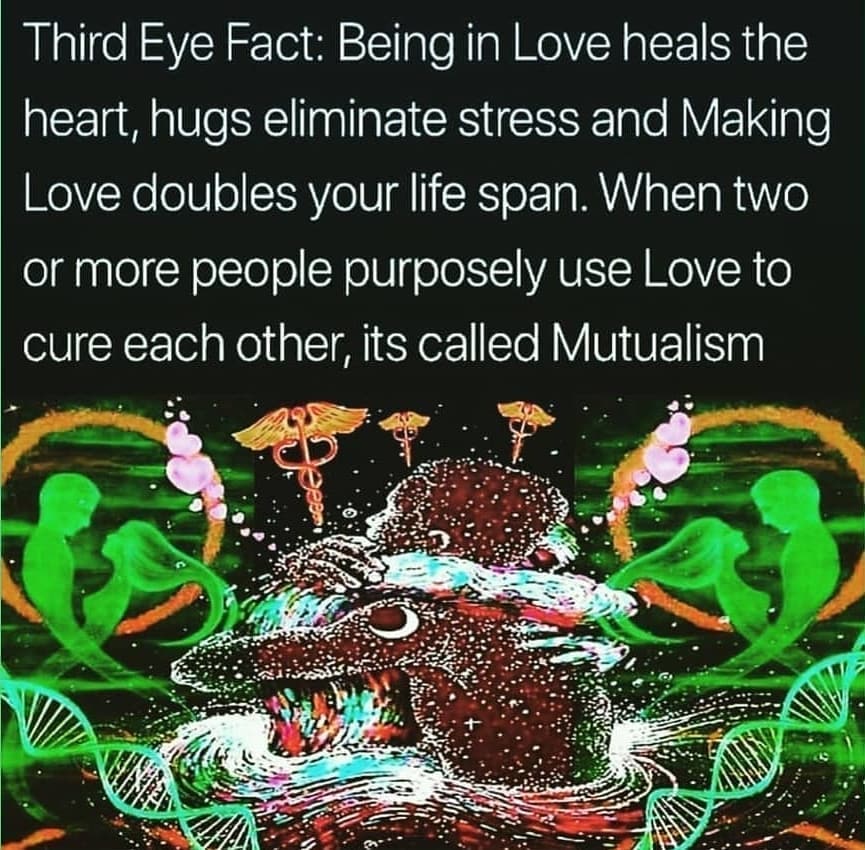 Third Eye Fact: Being in Love heals the
heart, hugs eliminate stress and Making
Love doubles your life span. When two
or more people purposely use Love to
cure each other, its called Mutualism